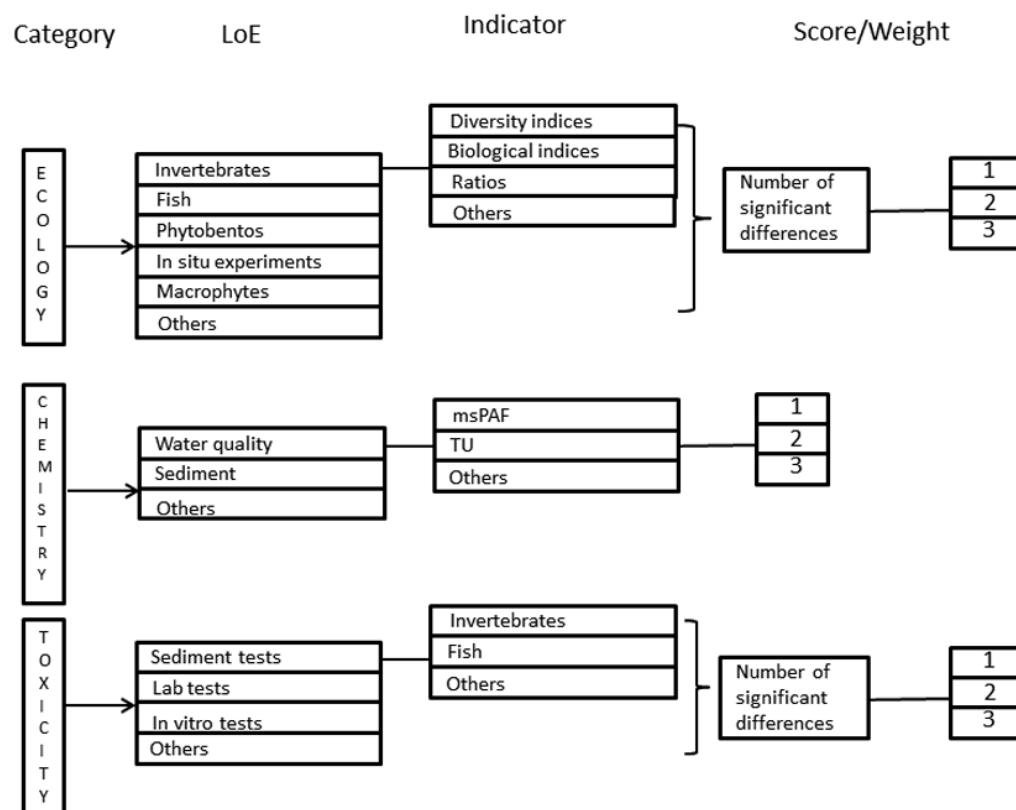 Category LoE Indicator Score/Weight
ECOLOGY
Invertebrates
Fish
Phytobentos
In situ experiments
Macrophytes
Others
Diversity indices
Biological indices
Ratios
Others
Number of
significant
differences
1
2
3
CHEMISTRY
Water quality
Sediment
Others
msPAF
TU
Others
1
2
3
TOXICITY
Sediment tests
Lab tests
In vitro tests
Others
Invertebrates
Fish
Others
Number of
significant
differences
1
2
3